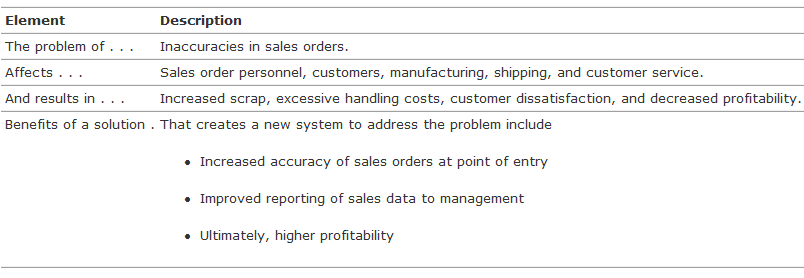 Element Description
The problem of . . . Inaccuracies in sales orders.
Affects . . . Sales order personnel, customers, manufacturing, shipping, and customer service.
And results in . . . Increased scrap, excessive handling costs, customer dissatisfaction, and decreased profitability.
Benefits of a solution . That creates a new system to address the problem include
• Increased accuracy of sales orders at point of entry
• Improved reporting of sales data to management
• Ultimately, higher profitability